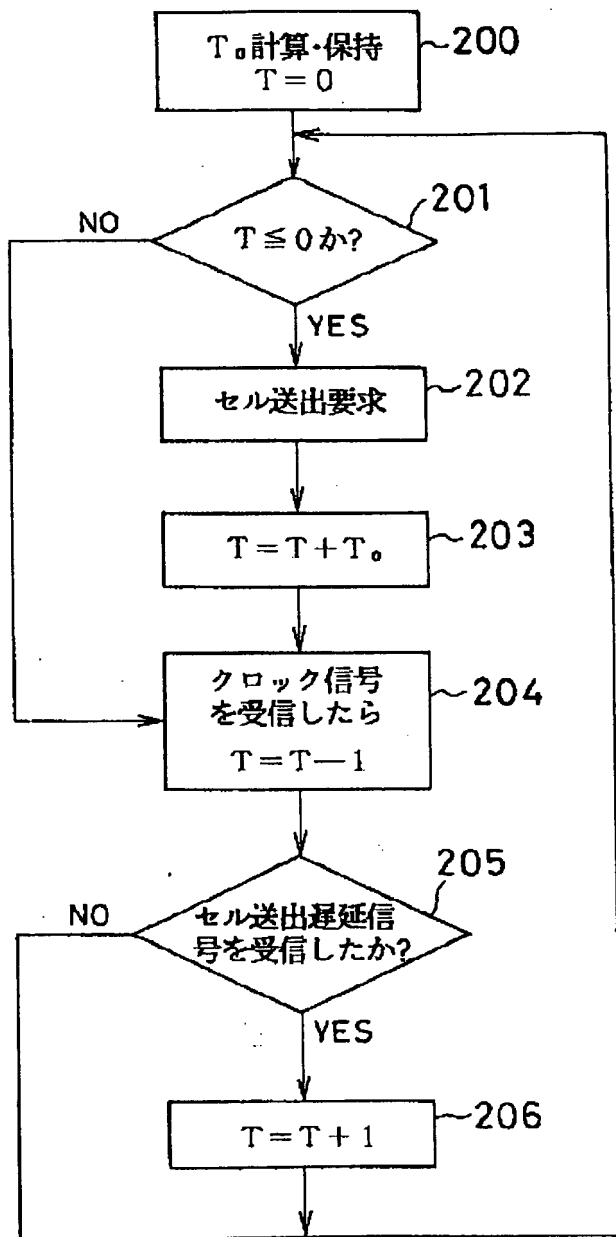 T₀計算・保持
T＝0
200
201
NO
T≦0か?
YES
セル送出要求
202
T＝T＋T₀
203
クロック信号
を受信したら
T＝T－1
204
205
NO
セル送出遅延信
号を受信したか?
YES
T＝T＋1
206